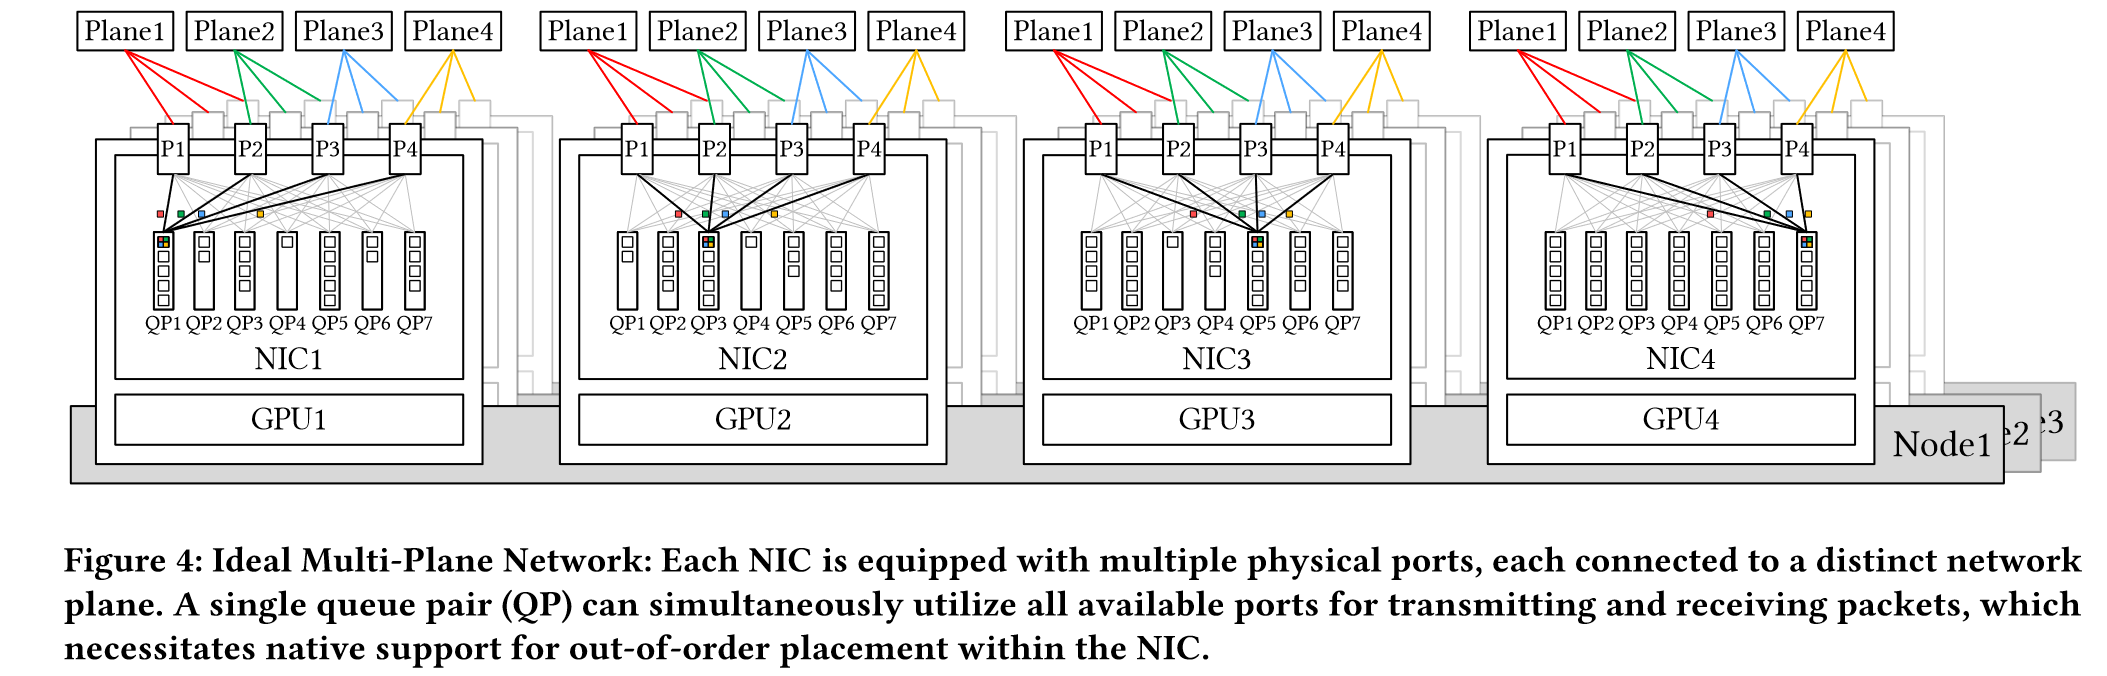 Plane1 Plane2 Plane3 Plane4 Plane1 Plane2 Plane3 Plane4 Plane1 Plane2 Plane3 Plane4 Plane1 Plane2 Plane3 Plane4
P1 P2 P3 P4 P1 P2 P3 P4 P1 P2 P3 P4 P1 P2 P3 P4
QP1 QP2 QP3 QP4 QP5 QP6 QP7 QP1 QP2 QP3 QP4 QP5 QP6 QP7 QP1 QP2 QP3 QP4 QP5 QP6 QP7 QP1 QP2 QP3 QP4 QP5 QP6 QP7
NIC1 NIC2 NIC3 NIC4
GPU1 GPU2 GPU3 GPU4
Node1 e2 e3
Figure 4: Ideal Multi-Plane Network: Each NIC is equipped with multiple physical ports, each connected to a distinct network
plane. A single queue pair (QP) can simultaneously utilize all available ports for transmitting and receiving packets, which
necessitates native support for out-of-order placement within the NIC.